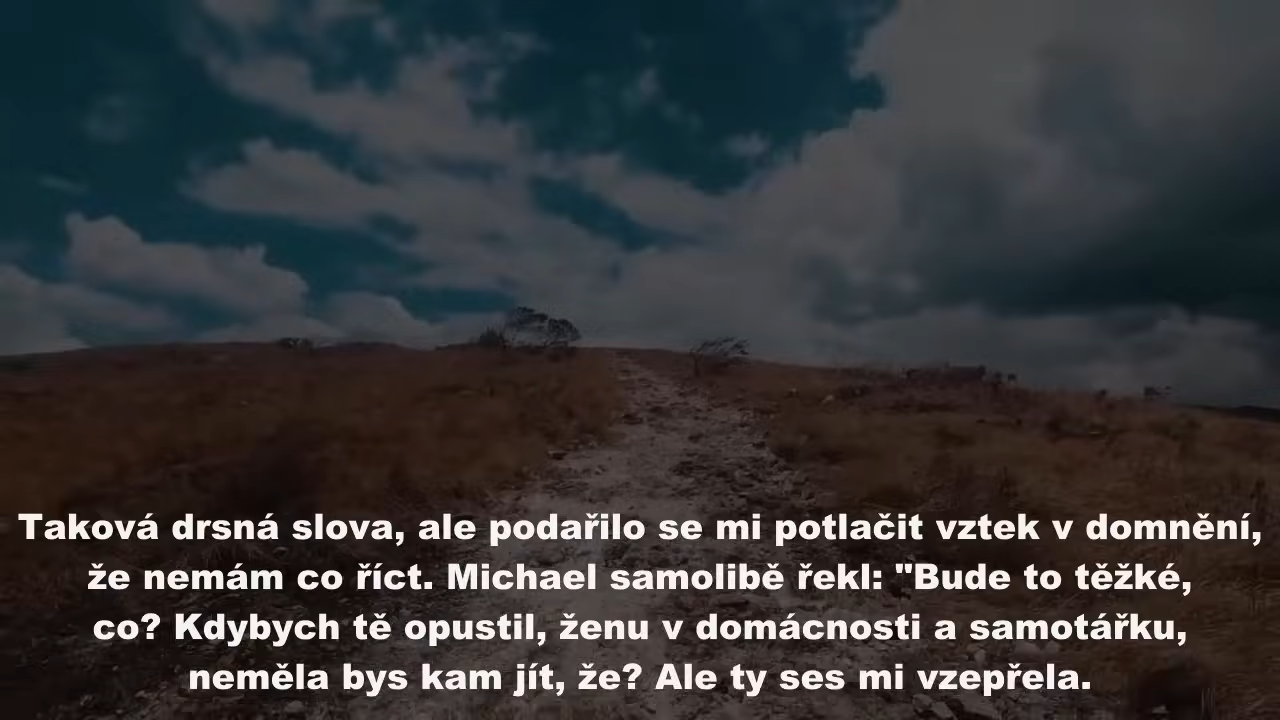 Taková drsná slova, ale podařilo se mi potlačit vztek v domnění,
že nemám co říct. Michael samolibě řekl: "Bude to těžké,
co? Kdybych tě opustil, ženu v domácnosti a samotářku,
neměla bys kam jít, že? Ale ty ses mi vzepřela.